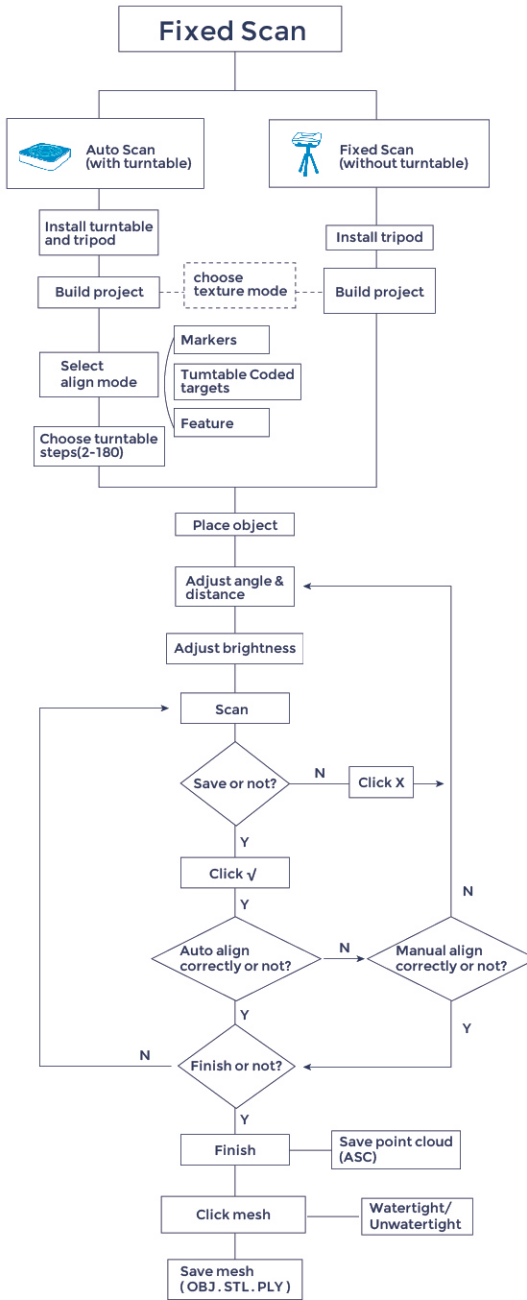 Fixed Scan
Auto Scan
(with turntable)
Fixed Scan
(without turntable)
Install turntable
and tripod
Install tripod
Build project
choose
texture mode
Build project
Select
align mode
Markers
Tumtable Coded
targets
Feature
Choose turntable
steps(2-180)
Place object
Adjust angle &
distance
Adjust brightness
Scan
Save or not?
N
Click X
Y
Click √
Y
N
Auto align
correctly or not?
N
Manual align
correctly or not?
Y
Y
N
Finish or not?
Y
Finish
Save point cloud
(ASC)
Click mesh
Watertight/
Unwatertight
Save mesh
( OBJ . STL . PLY )